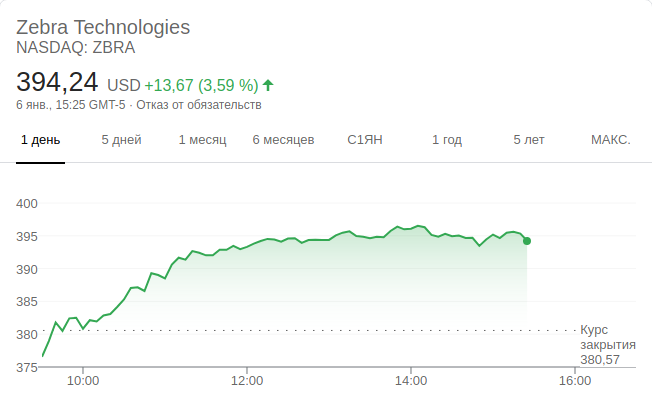 Zebra Technologies
NASDAQ: ZBRA
394,24 USD +13,67 (3,59 %)
6 янв., 15:25 GMT-5 · Отказ от обязательств
1 день 5 дней 1 месяц 6 месяцев С1ЯН 1 год 5 лет МАКС.
400
395
390
385
380
375
Курс
закрытия
380,57
10:00 12:00 14:00 16:00